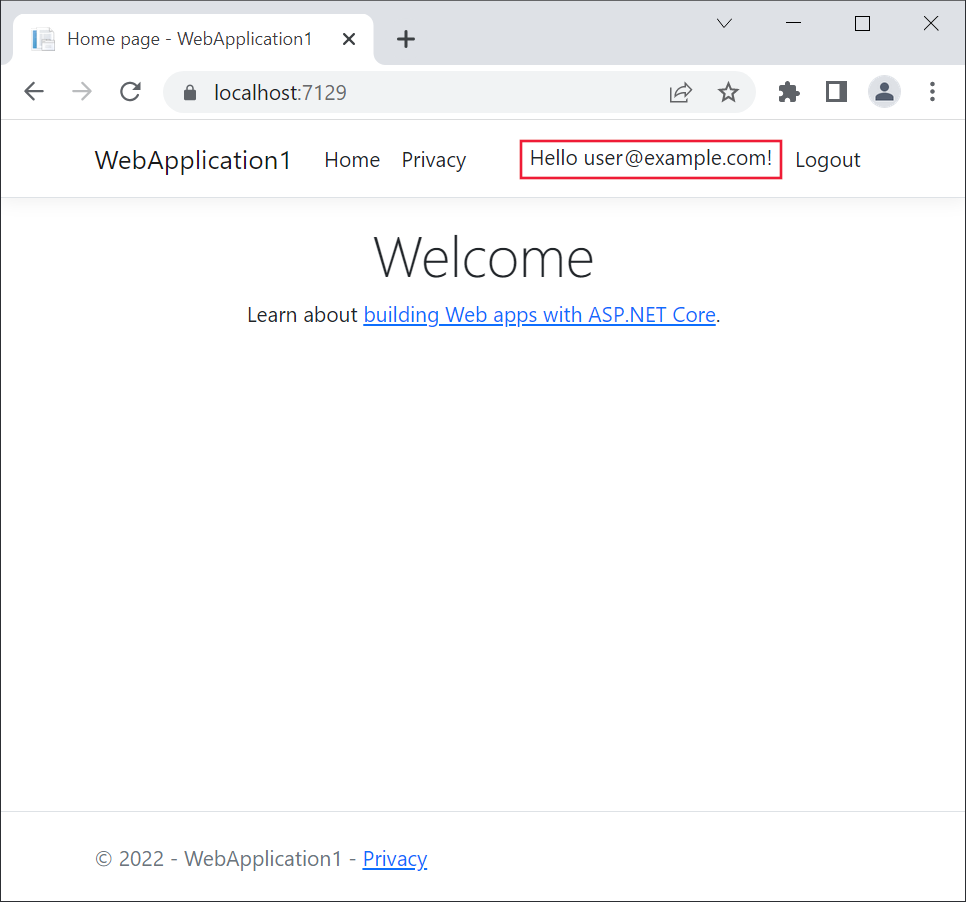 Home page - WebApplication1
localhost:7129
WebApplication1 Home Privacy Hello user@example.com! Logout
Welcome
Learn about building Web apps with ASP.NET Core.
© 2022 - WebApplication1 - Privacy